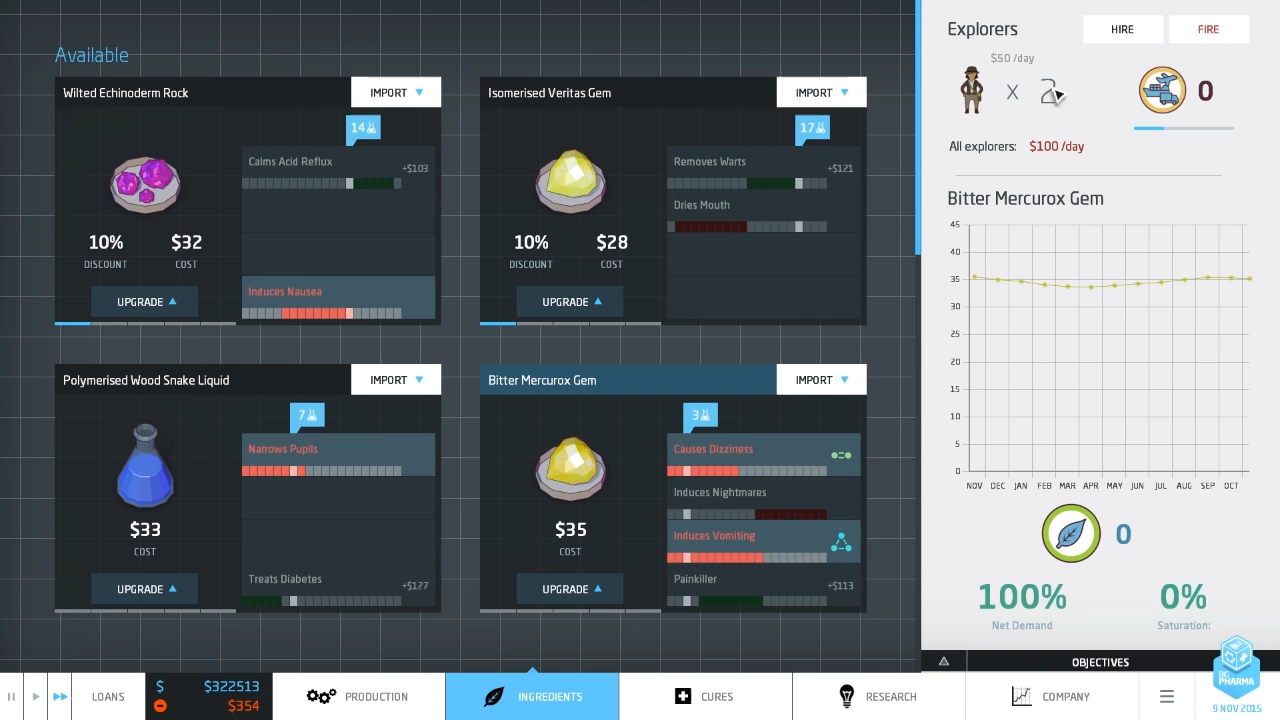 Available
Wilted Echinoderm Rock
IMPORT
14
Calms Acid Reflux
+$103
10%
$32
DISCOUNT
COST
UPGRADE
Induces Nausea
Isomerised Veritas Gem
IMPORT
17
Removes Warts
+$121
Dries Mouth
10%
$28
DISCOUNT
COST
UPGRADE
Polymerised Wood Snake Liquid
IMPORT
7
Narrows Pupils
$33
COST
UPGRADE
Treats Diabetes
+$127
Bitter Mercurox Gem
IMPORT
3
Causes Dizziness
Induces Nightmares
Induces Vomiting
$35
COST
UPGRADE
Painkiller
+$113
Explorers
HIRE
FIRE
$50 /day
X 2
0
All explorers: $100 /day
Bitter Mercurox Gem
45
40
35
30
25
20
15
10
5
0
NOV DEC JAN FEB MAR APR MAY JUN JUL AUG SEP OCT
0
100%
0%
Net Demand
Saturation:
OBJECTIVES
LOANS
$ $322513
$354
PRODUCTION
INGREDIENTS
CURES
RESEARCH
COMPANY
BIG
PHARMA
9 NOV 2015